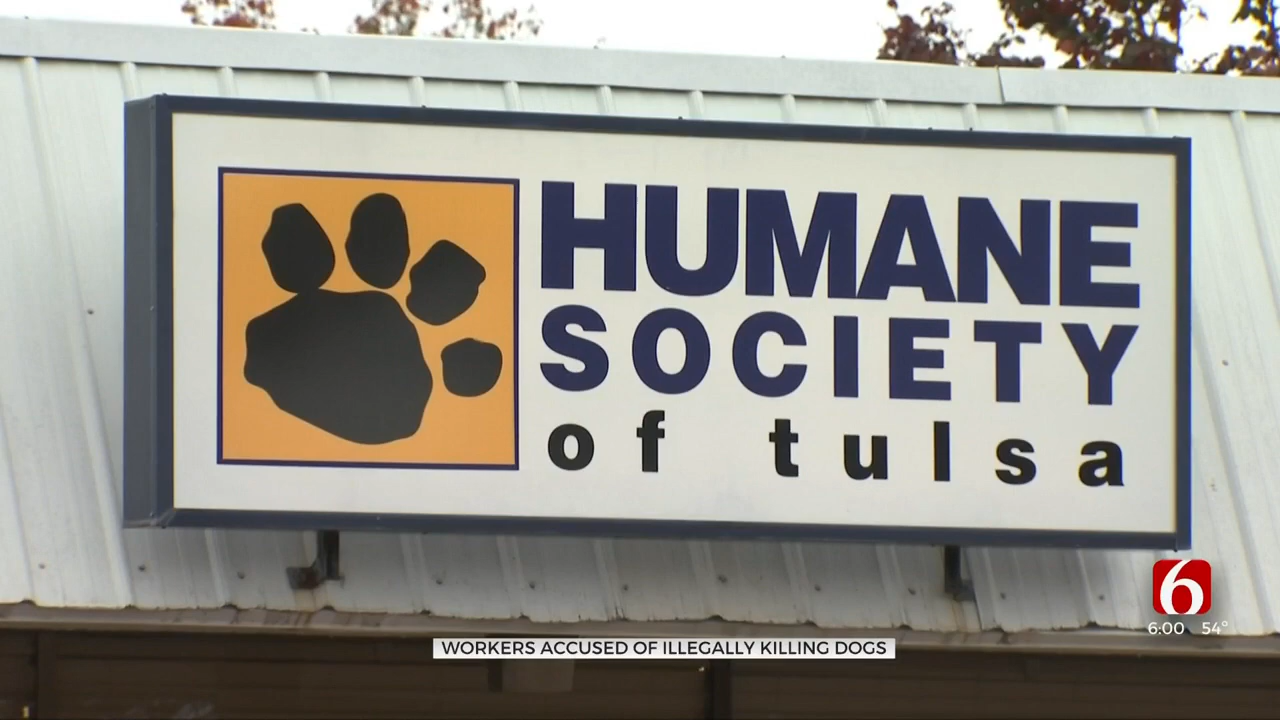 HUMANE
SOCIETY
of tulsa
6
6:00 54°
WORKERS ACCUSED OF ILLEGALLY KILLING DOGS